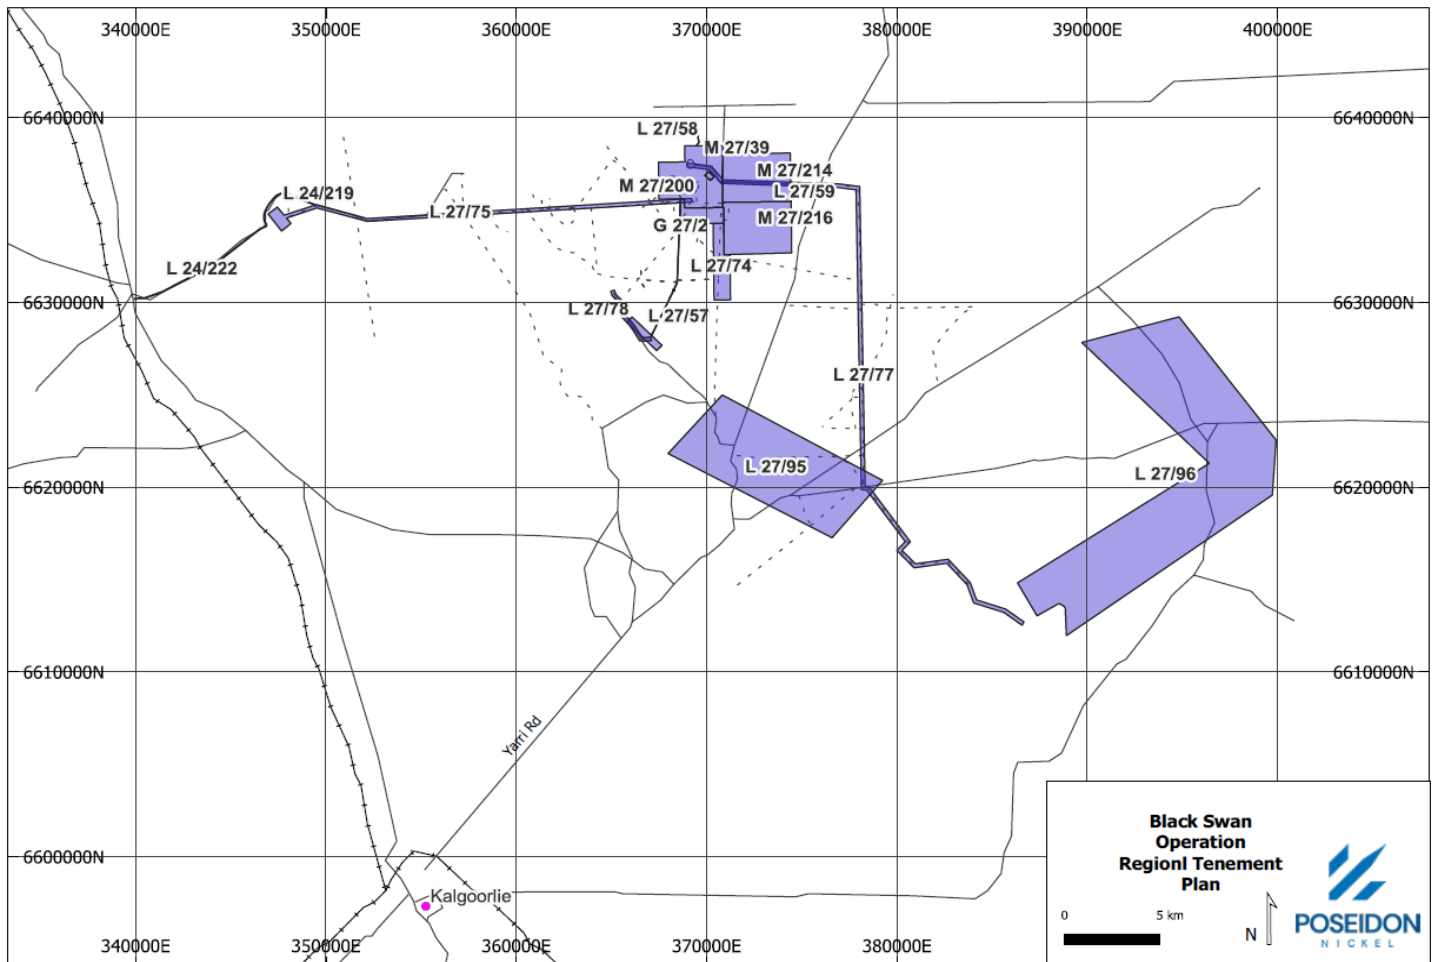 340000E 350000E 360000E 370000E 380000E 390000E 400000E
6640000N 6640000N
L 27/58
M 27/39
M 27/214
M 27/200
L 27/59
L 24/219
L 27/75
M 27/216
G 27/2
L 24/222
L 27/74
6630000N 6630000N
L 27/78
L 27/57
L 27/77
L 27/95
L 27/96
6620000N 6620000N
6610000N 6610000N
Yarri Rd
6600000N
Kalgoorlie
340000E 350000E 360000E 370000E 380000E
Black Swan
Operation
Regionl Tenement
Plan
0 5 km
N
POSEIDON
NICKEL